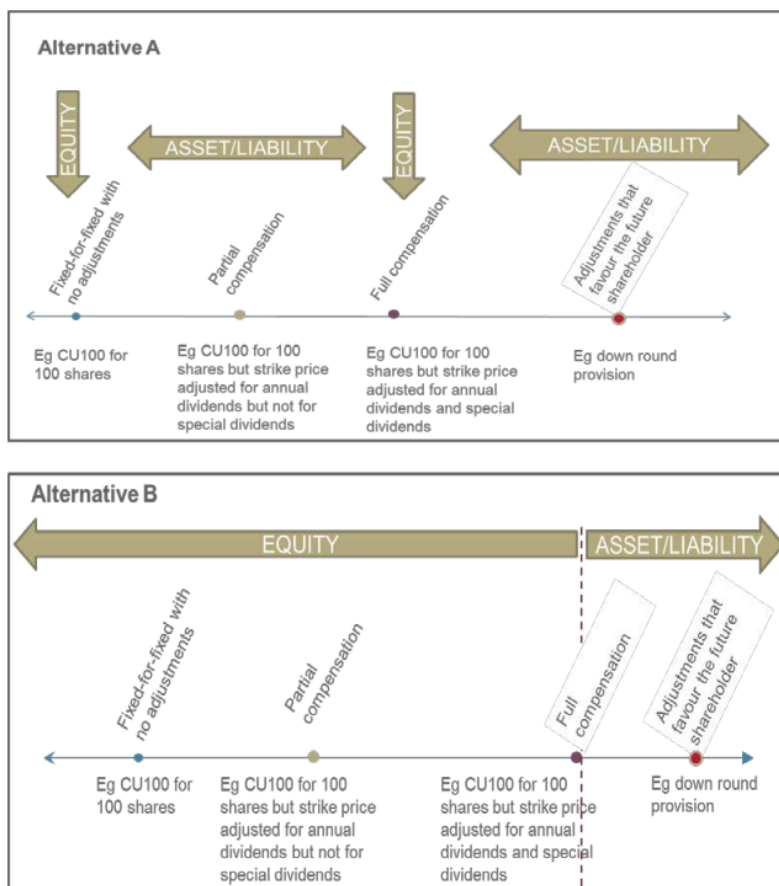 Alternative A
EQUITY
ASSET/LIABILITY
EQUITY
ASSET/LIABILITY
Fixed-for-fixed with
no adjustments
Partial
compensation
Full compensation
Adjustments that
favour the future
shareholder
Eg CU100 for
100 shares
Eg CU100 for 100
shares but strike price
adjusted for annual
dividends but not for
special dividends
Eg CU100 for 100
shares but strike price
adjusted for annual
dividends and special
dividends
Eg down round
provision
Alternative B
EQUITY
ASSET/LIABILITY
Fixed-for-fixed with
no adjustments
Partial
compensation
Full
compensation
Adjustments that
favour the future
shareholder
Eg CU100 for
100 shares
Eg CU100 for 100
shares but strike price
adjusted for annual
dividends but not for
special dividends
Eg CU100 for 100
shares but strike price
adjusted for annual
dividends and special
dividends
Eg down round
provision